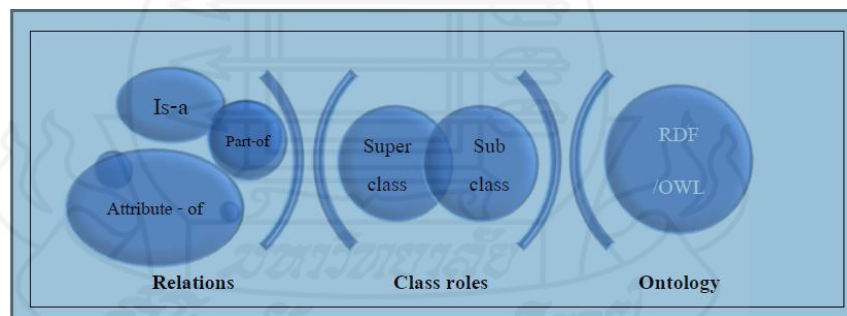 Is-a
Part-of
Attribute - of
Super
class
Sub
class
RDF
/OWL
Relations
Class roles
Ontology